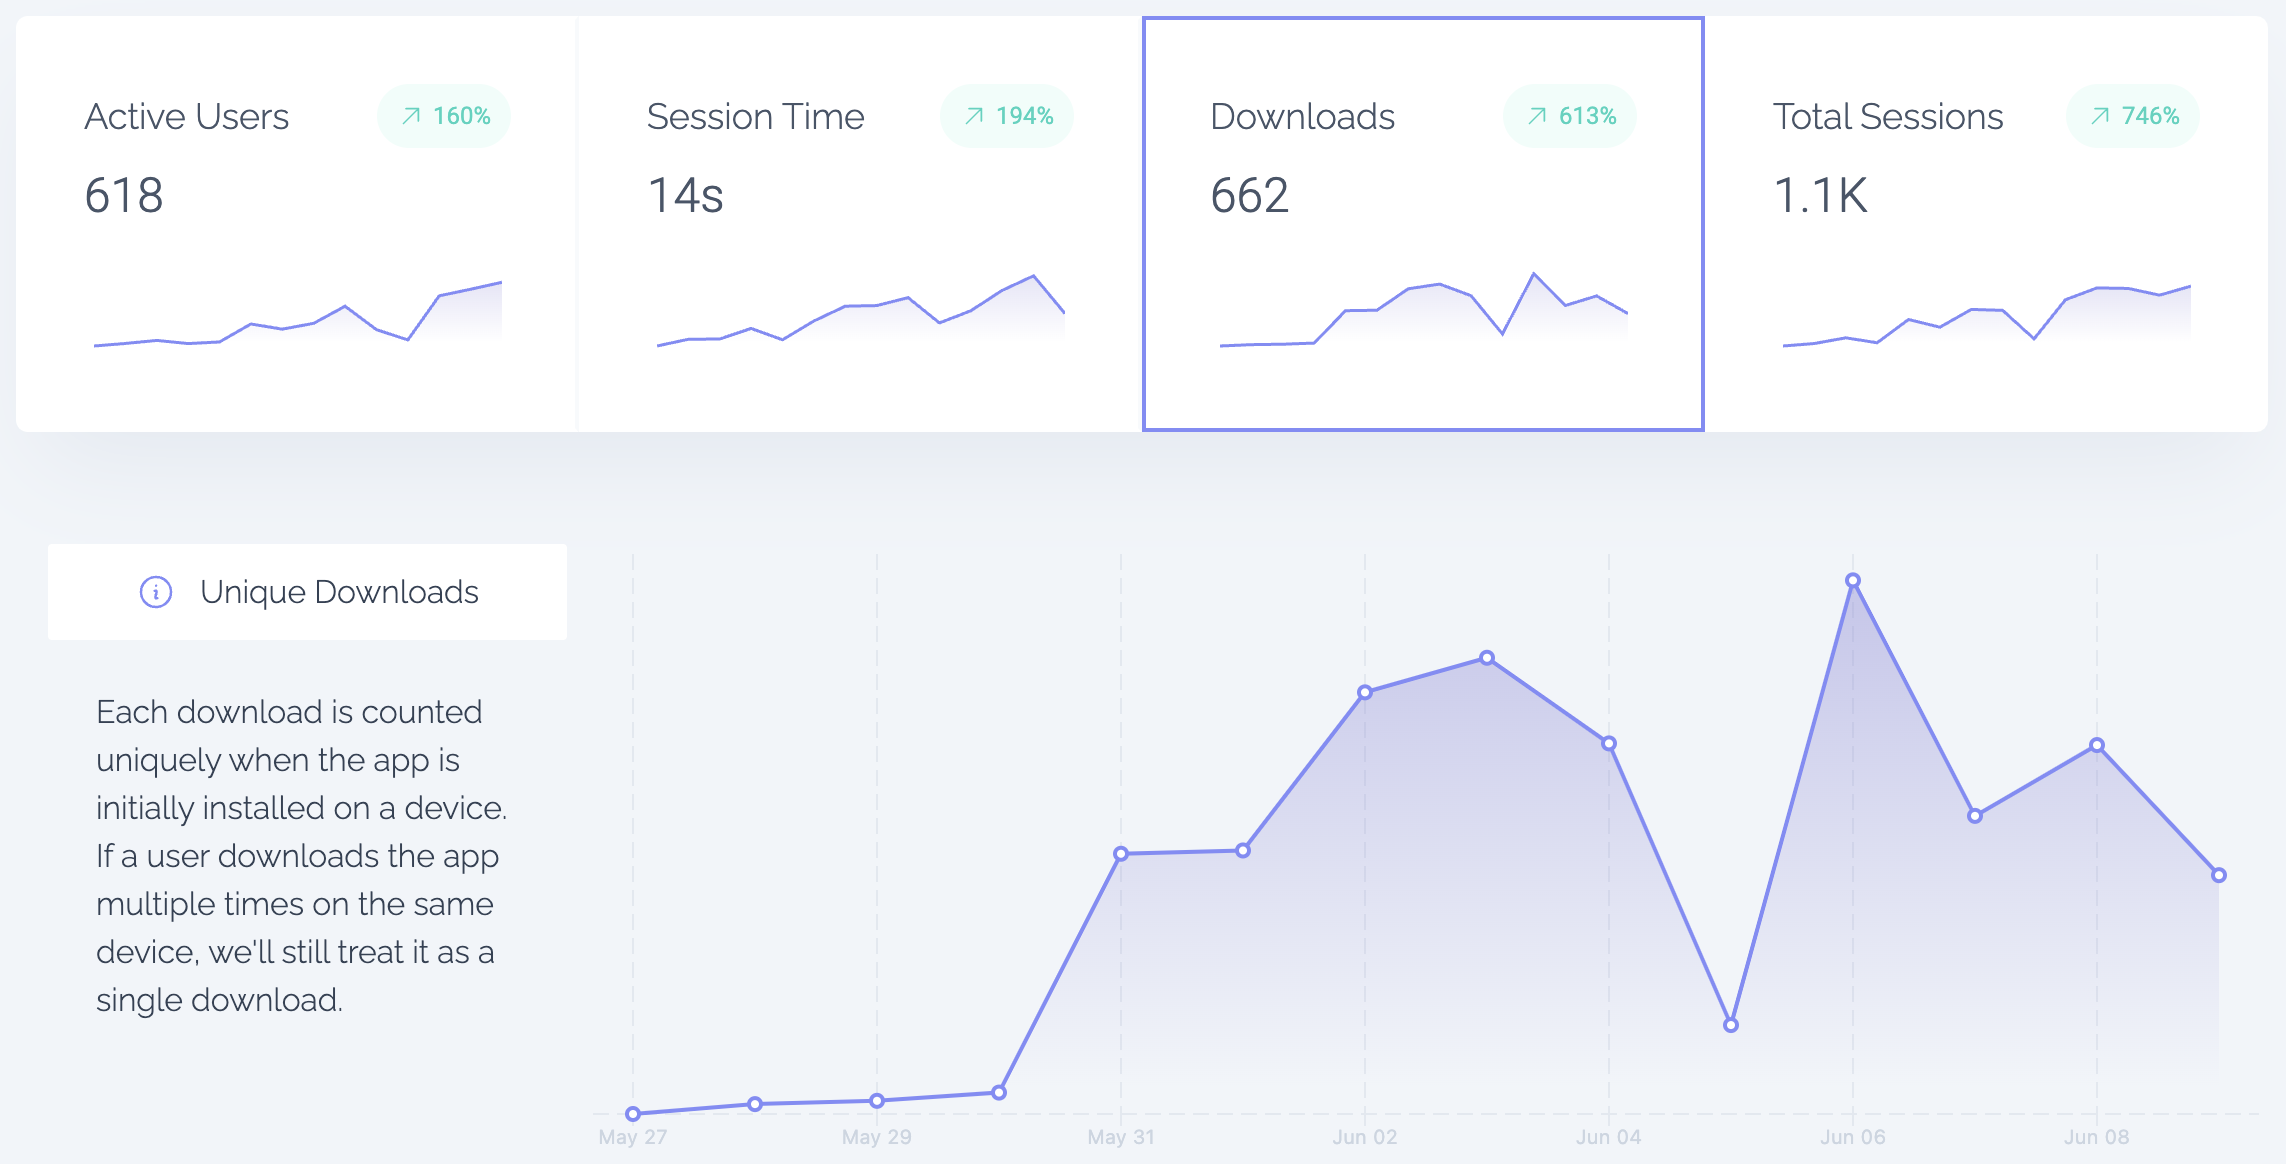 Active Users
160%
618
Session Time
194%
14s
Downloads
613%
662
Total Sessions
746%
1.1K
Unique Downloads
Each download is counted
uniquely when the app is
initially installed on a device.
If a user downloads the app
multiple times on the same
device, we'll still treat it as a
single download.
May 27
May 29
May 31
Jun 02
Jun 04
Jun 06
Jun 08